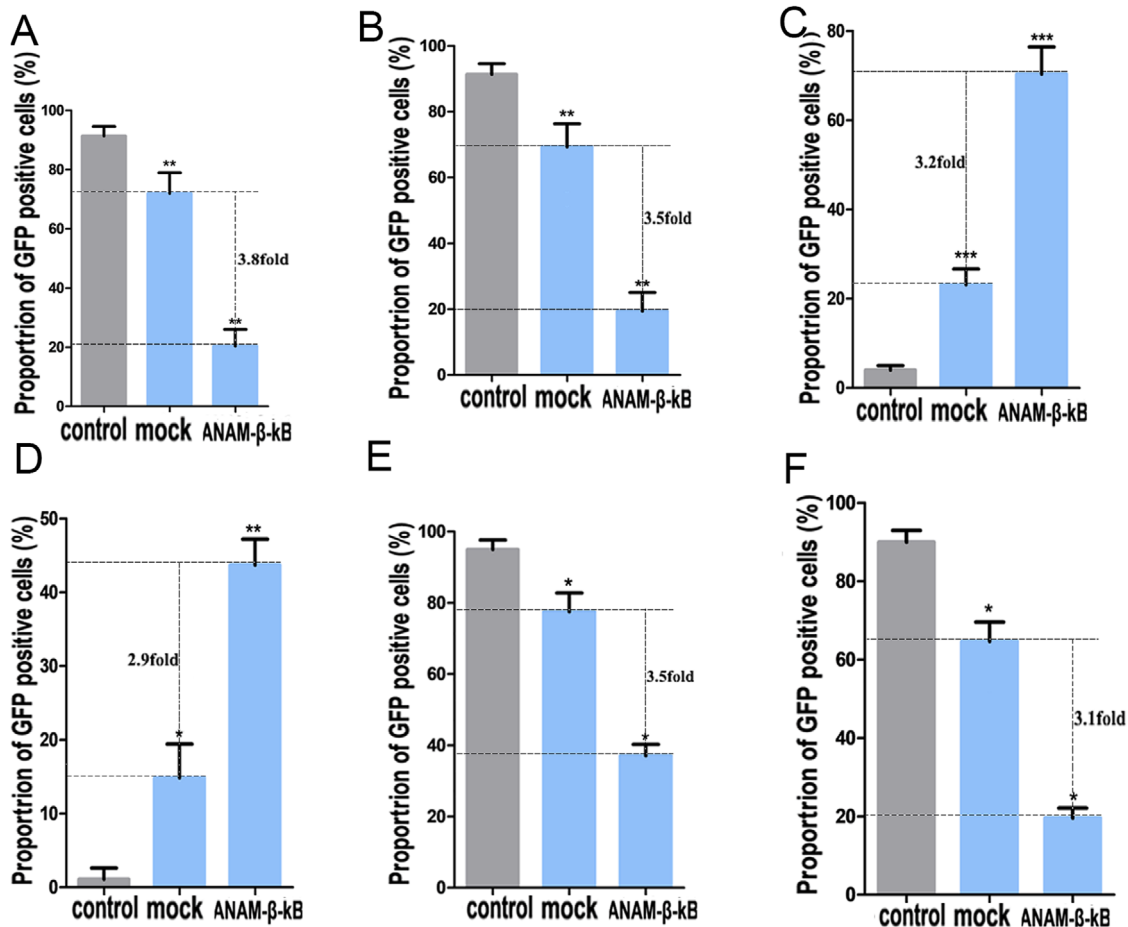 A
Proportrion of GFP positive cells (%)
100
80
60
40
20
0
**
**
3.8fold
control mock ANAM-β-kB
B
Proportrion of GFP positive cells (%)
100
80
60
40
20
0
**
**
3.5fold
control mock ANAM-β-kB
C
Proportrion of GFP positive cells (%))
80
60
40
20
0
***
***
3.2fold
control mock ANAM-β-kB
D
Proportrion of GFP positive cells (%)
50
40
30
20
10
0
*
**
2.9fold
control mock ANAM-β-kB
E
Proportrion of GFP positive cells (%)
100
80
60
40
20
0
*
*
3.5fold
control mock ANAM-β-kB
F
Proportrion of GFP positive cells (%)
100
80
60
40
20
0
*
*
3.1fold
control mock ANAM-β-kB